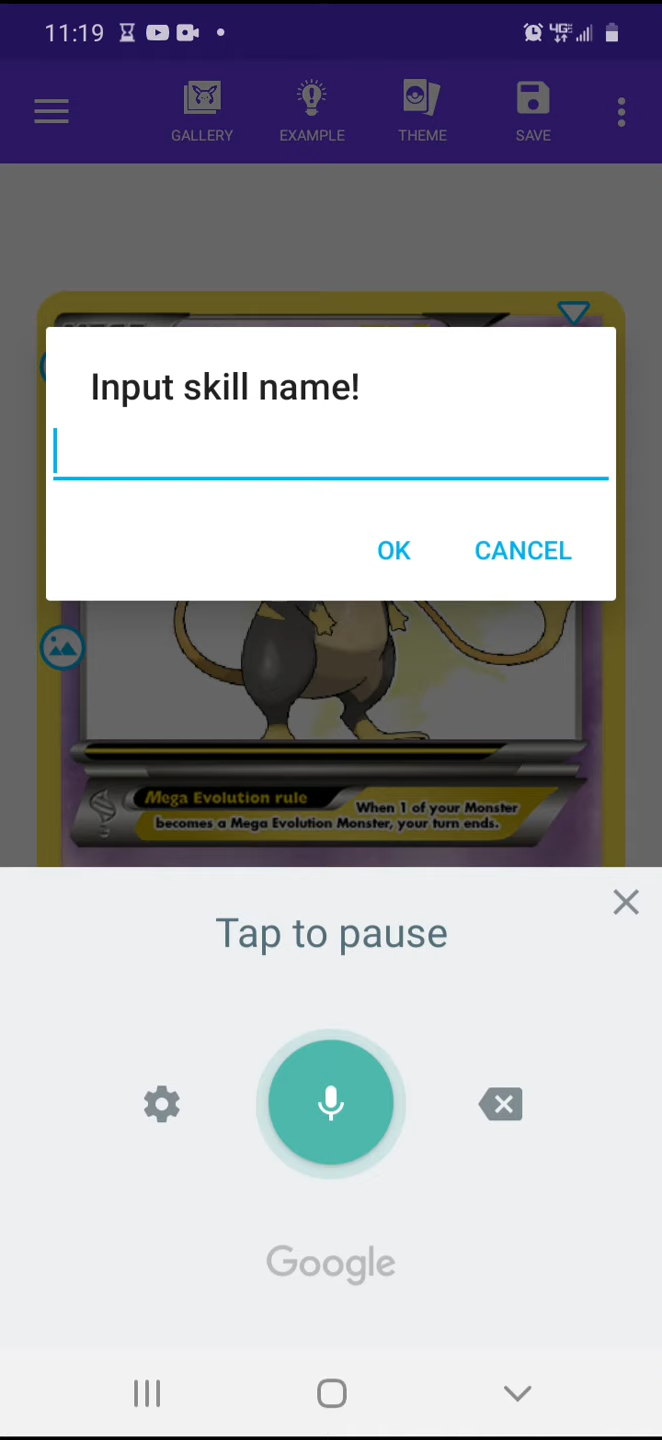 11:19
4GE
GALLERY
EXAMPLE
THEME
SAVE
Input skill name!
OK
CANCEL
Mega Evolution rule
When 1 of your Monster
becomes a Mega Evolution Monster, your turn ends.
Tap to pause
Google